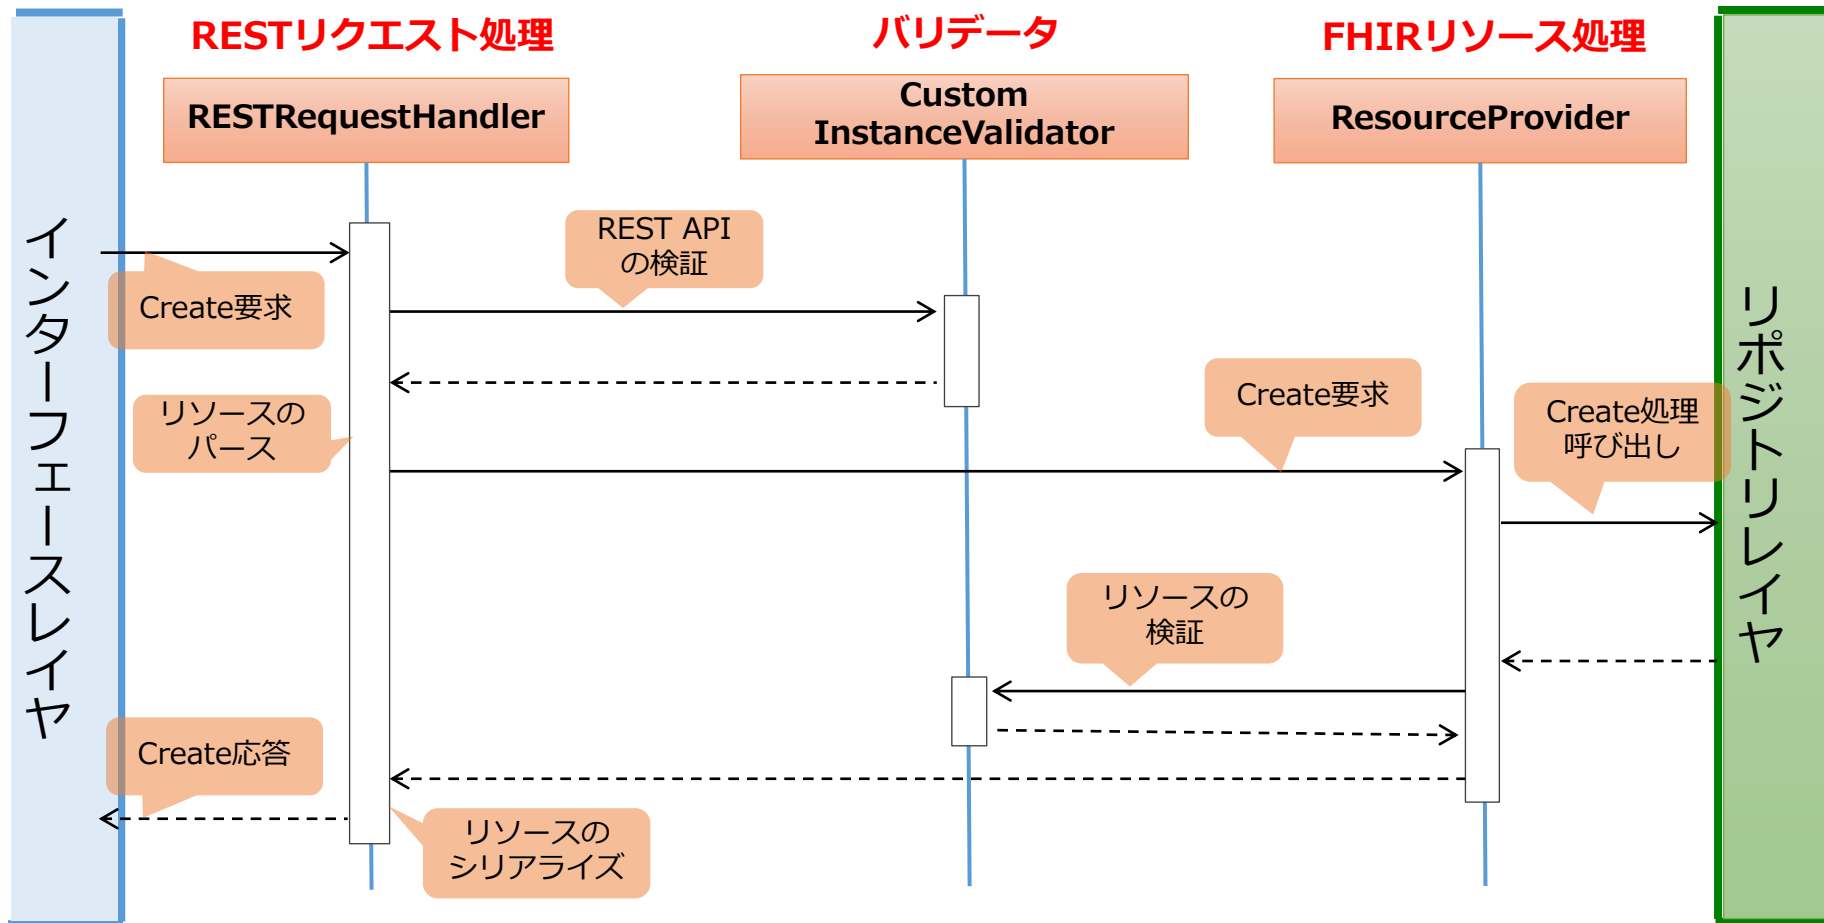 RESTリクエスト処理
バリデータ
FHIRリソース処理
RESTRequestHandler
Custom
InstanceValidator
ResourceProvider
インターフェースレイヤ
リポジトリレイヤ
REST API
の検証
Create要求
リソースの
パース
Create要求
Create処理
呼び出し
リソースの
検証
Create応答
リソースの
シリアライズ